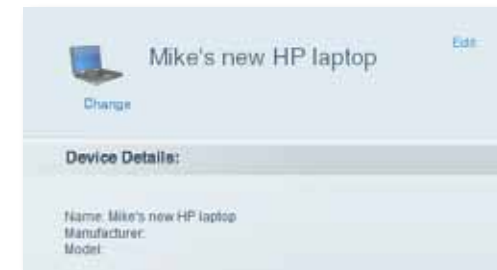 Mike's new HP laptop
Edit
Change
Device Details:
Name: Mike's new HP laptop
Manufacturer:
Model: